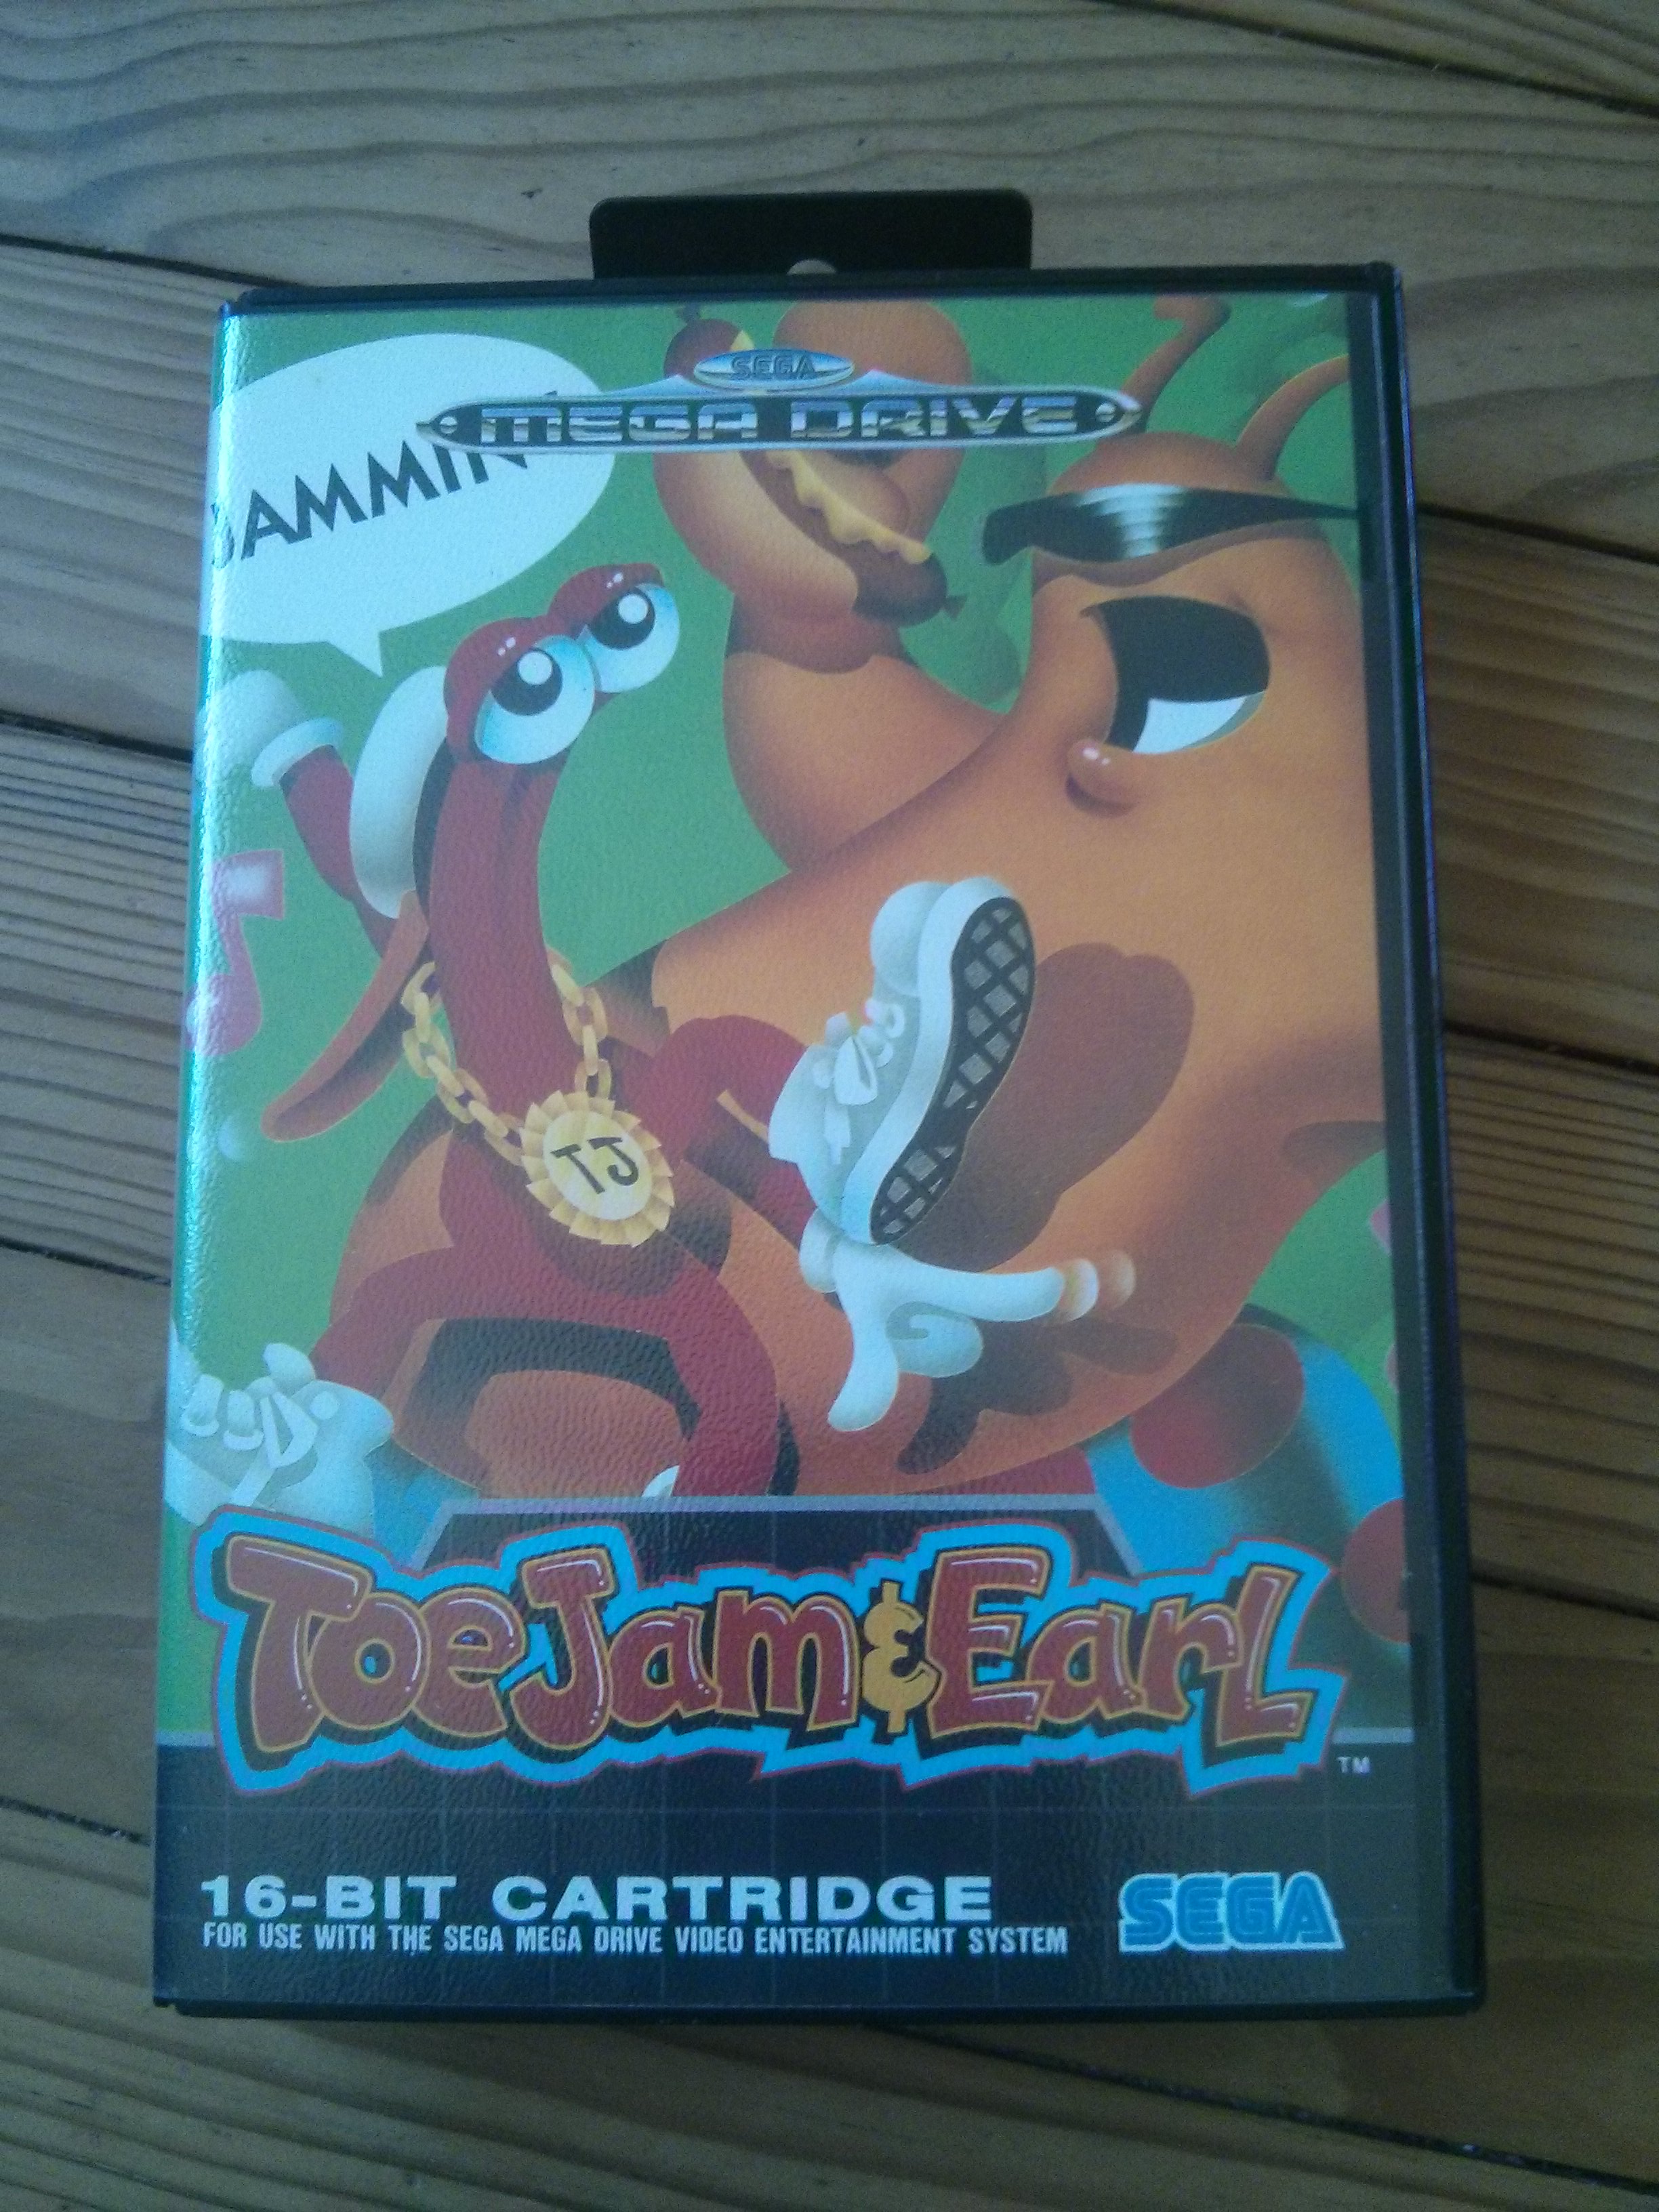 SEGA
MEGA DRIVE
JAMMIN'
TJ
ToeJam & Earl
TM
16-BIT CARTRIDGE
FOR USE WITH THE SEGA MEGA DRIVE VIDEO ENTERTAINMENT SYSTEM
SEGA